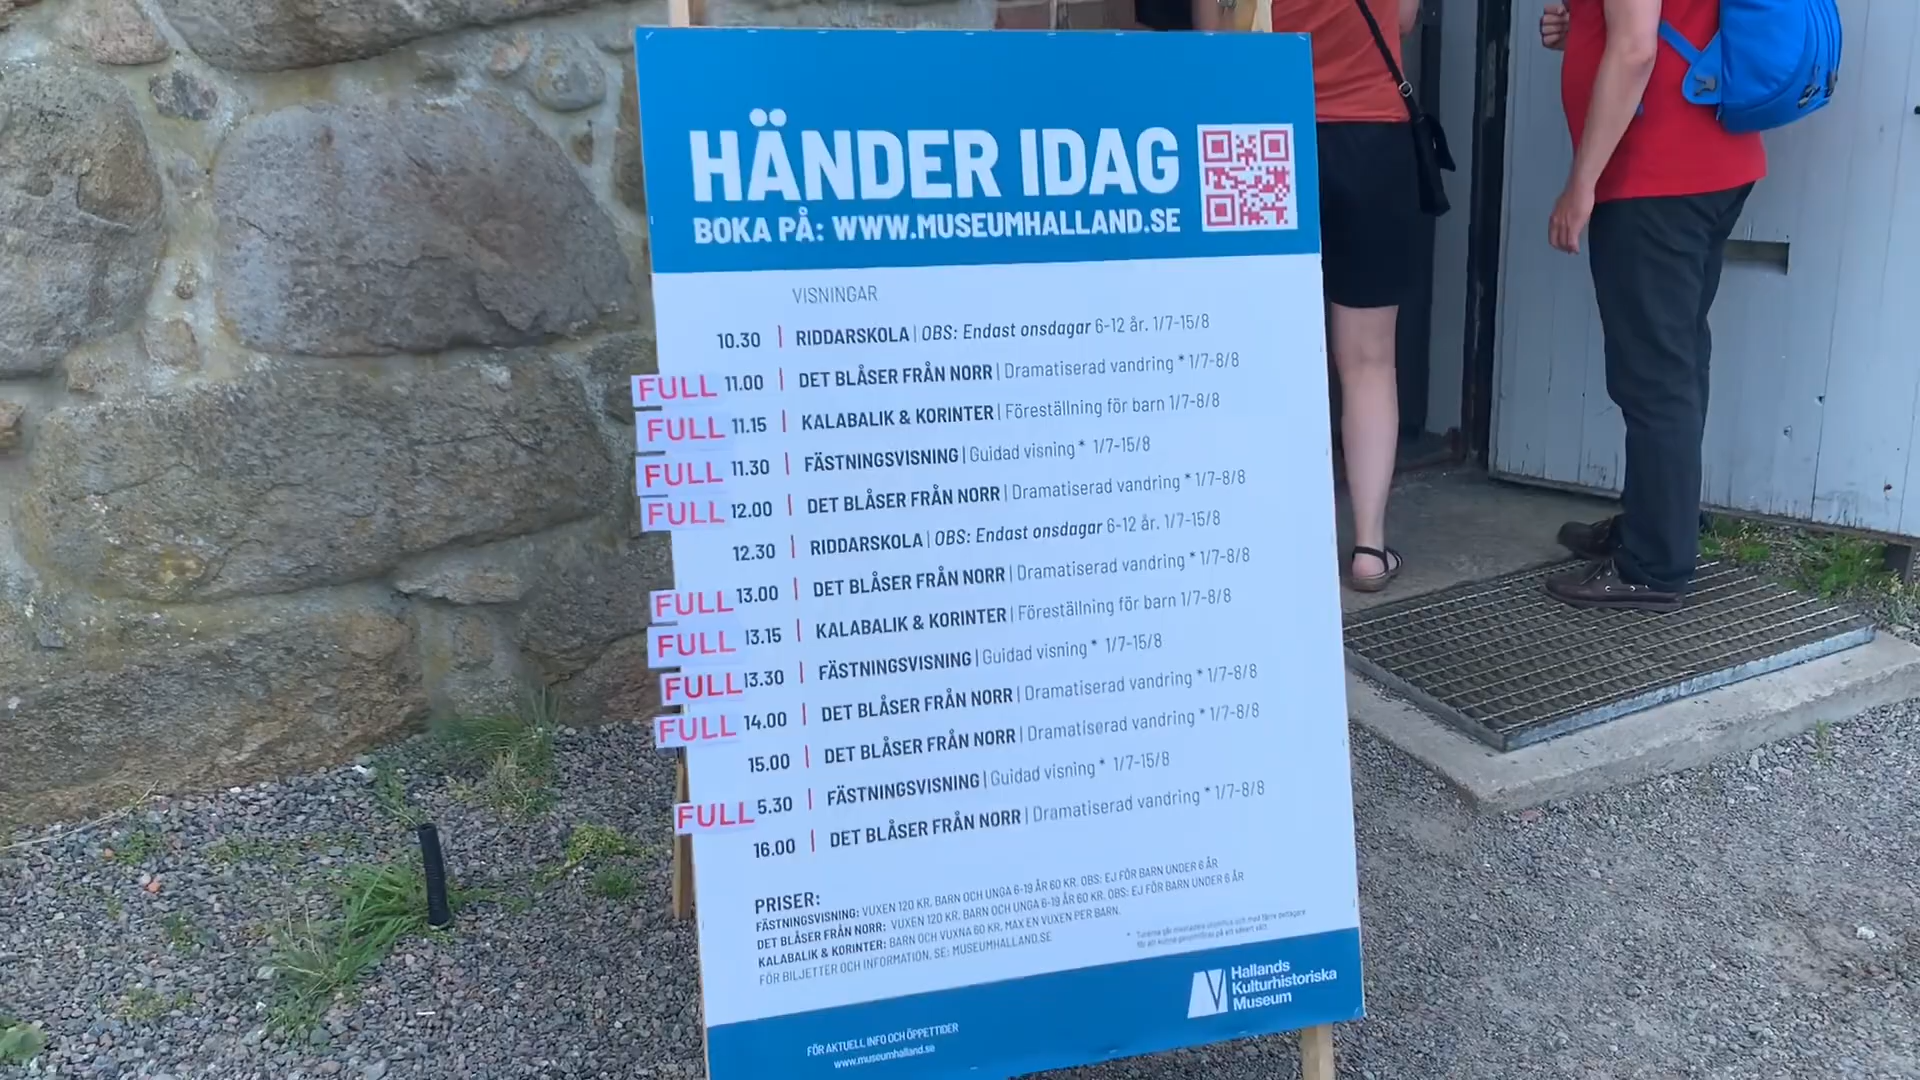 HÄNDER IDAG
BOKA PÅ: WWW.MUSEUMHALLAND.SE
VISNINGAR
10.30 | RIDDARSKOLA | OBS: Endast onsdagar 6-12 år. 1/7-15/8
FULL 11.00 | DET BLÅSER FRÅN NORR | Dramatiserad vandring * 1/7-8/8
FULL 11.15 | KALABALIK & KORINTER | Föreställning för barn 1/7-8/8
FULL 11.30 | FÄSTNINGSVISNING | Guidad visning * 1/7-15/8
FULL 12.00 | DET BLÅSER FRÅN NORR | Dramatiserad vandring * 1/7-8/8
12.30 | RIDDARSKOLA | OBS: Endast onsdagar 6-12 år. 1/7-15/8
FULL 13.00 | DET BLÅSER FRÅN NORR | Dramatiserad vandring * 1/7-8/8
FULL 13.15 | KALABALIK & KORINTER | Föreställning för barn 1/7-8/8
FULL 13.30 | FÄSTNINGSVISNING | Guidad visning * 1/7-15/8
FULL 14.00 | DET BLÅSER FRÅN NORR | Dramatiserad vandring * 1/7-8/8
15.00 | DET BLÅSER FRÅN NORR | Dramatiserad vandring * 1/7-8/8
FULL 5.30 | FÄSTNINGSVISNING | Guidad visning * 1/7-15/8
16.00 | DET BLÅSER FRÅN NORR | Dramatiserad vandring * 1/7-8/8
PRISER:
FÄSTNINGSVISNING: VUXEN 120 KR, BARN OCH UNGA 6-19 ÅR 60 KR. OBS: EJ FÖR BARN UNDER 6 ÅR
DET BLÅSER FRÅN NORR: VUXEN 120 KR, BARN OCH UNGA 6-19 ÅR 60 KR. OBS: EJ FÖR BARN UNDER 6 ÅR
KALABALIK & KORINTER: BARN OCH VUXNA 60 KR, MAX EN VUXEN PER BARN.
FÖR BILJETTER OCH INFORMATION, SE: MUSEUMHALLAND.SE
Hallands
Kulturhistoriska
Museum
FÖR AKTUELL INFO OCH ÖPPETTIDER
www.museumhalland.se